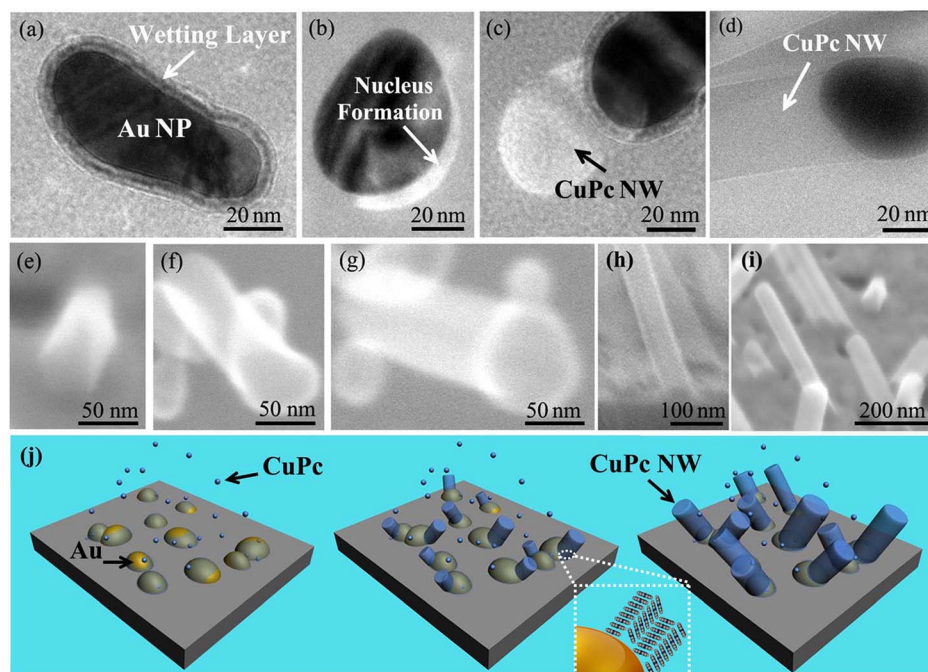 (a)
Wetting Layer
Au NP
20 nm
(b)
Nucleus
Formation
20 nm
(c)
CuPc NW
20 nm
(d)
CuPc NW
20 nm
(e)
50 nm
(f)
50 nm
(g)
50 nm
(h)
100 nm
(i)
200 nm
(j)
CuPc
Au
CuPc NW